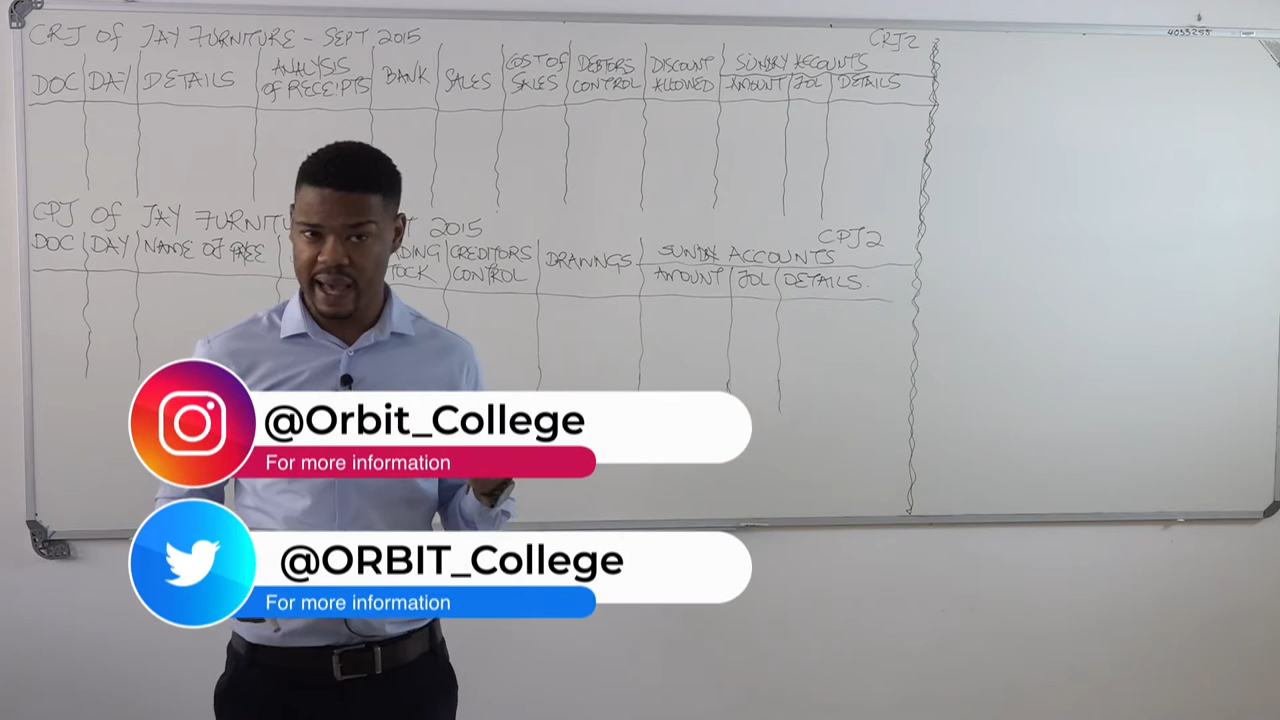 CRJ of JAY FURNITURE - SEPT 2015 CRJ2
4033255
DOC DAY DETAILS ANALYSIS OF RECEIPTS BANK SALES COST OF SALES DEBTORS CONTROL DISCOUNT ALLOWED SUNDRY ACCOUNTS
AMOUNT FOL DETAILS
CPJ of JAY FURNITU 2015 CPJ2
DOC DAY NAME OF PAYEE CREDITORS CONTROL DRAWNGS SUNDRY ACCOUNTS
AMOUNT FOL DETAILS.
@Orbit_College
For more information
@ORBIT_College
For more information